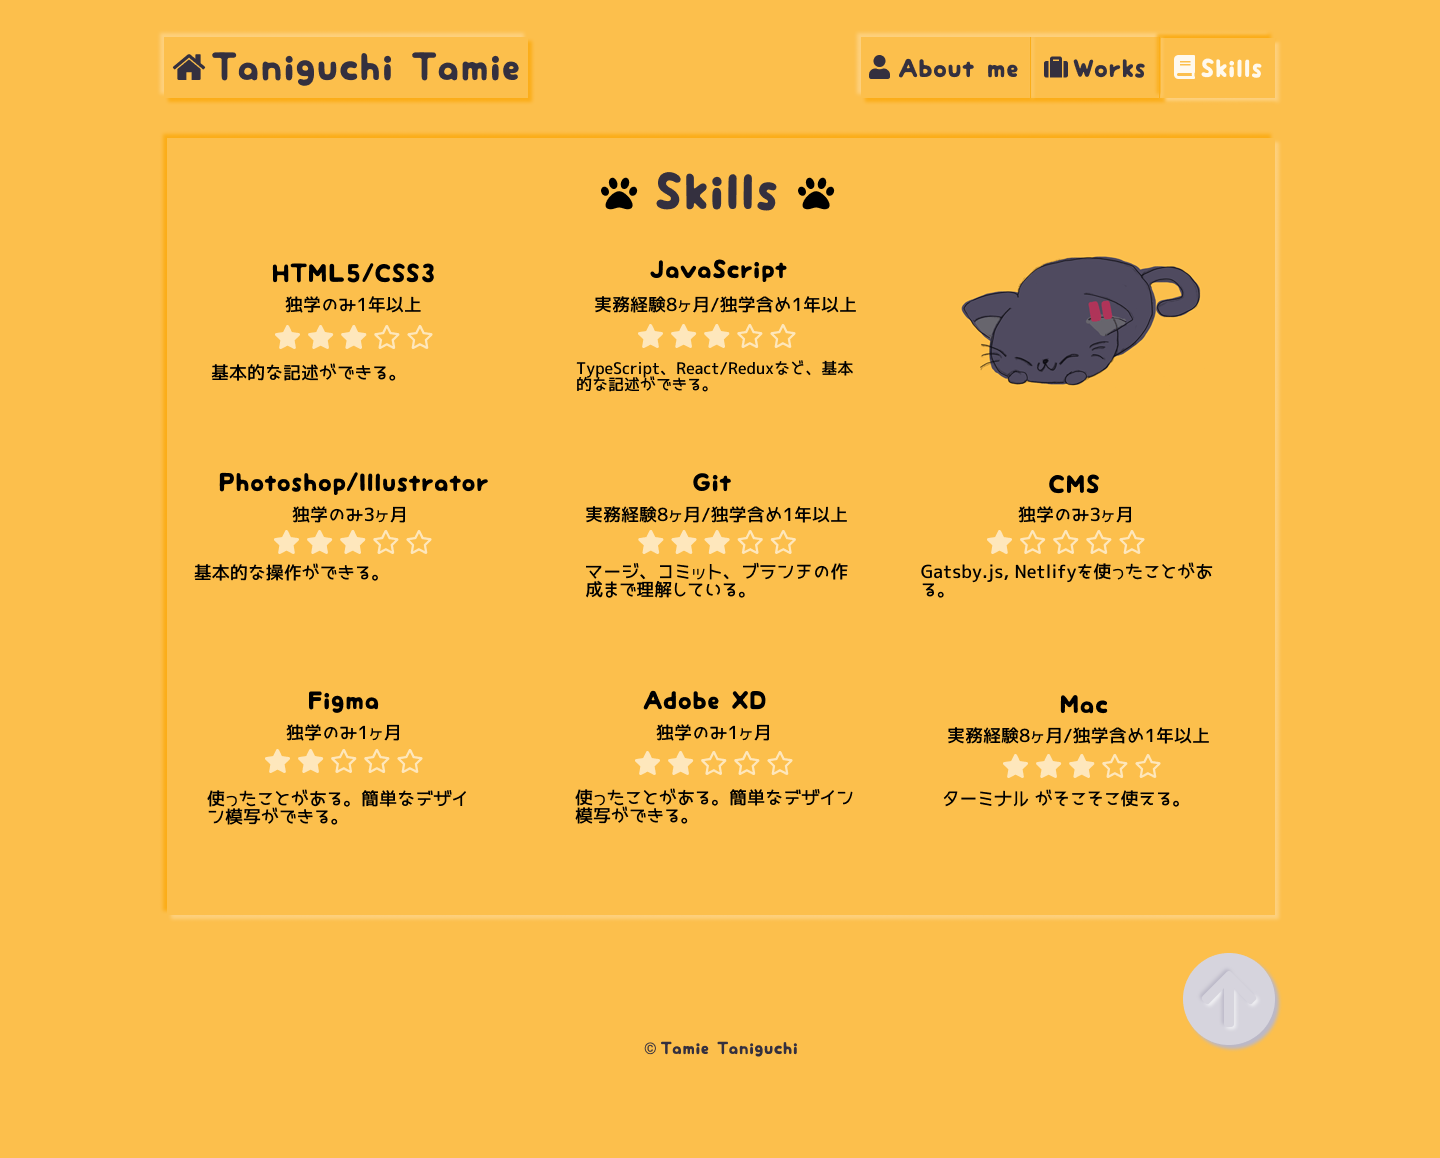 Taniguchi Tamie
About me
Works
Skills
Skills
HTML5/CSS3
独学のみ1年以上
基本的な記述ができる。
JavaScript
実務経験8ヶ月/独学含め1年以上
TypeScript、React/Reduxなど、基本
的な記述ができる。
Photoshop/Illustrator
独学のみ3ヶ月
基本的な操作ができる。
Git
実務経験8ヶ月/独学含め1年以上
マージ、コミット、ブランチの作
成まで理解している。
CMS
独学のみ3ヶ月
Gatsby.js, Netlifyを使ったことがあ
る。
Figma
独学のみ1ヶ月
使ったことがある。簡単なデザイ
ン模写ができる。
Adobe XD
独学のみ1ヶ月
使ったことがある。簡単なデザイン
模写ができる。
Mac
実務経験8ヶ月/独学含め1年以上
ターミナル がそこそこ使える。
© Tamie Taniguchi